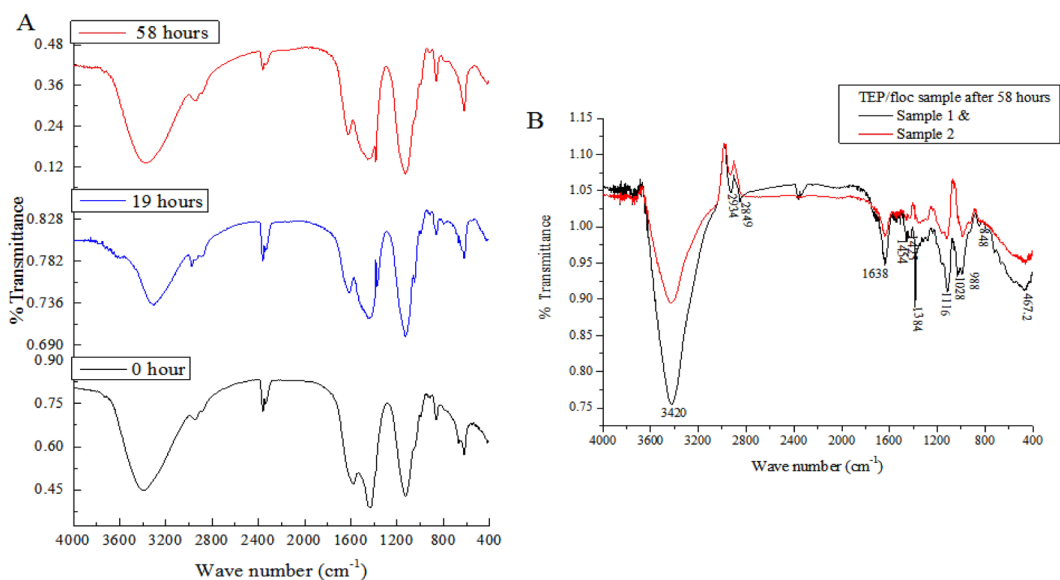 A
58 hours
0.48
0.36
0.24
0.12
19 hours
0.828
0.782
0.736
0.690
0.90
0 hour
0.75
0.60
0.45
% Transmittance
4000 3600 3200 2800 2400 2000 1600 1200 800 400
Wave number (cm⁻¹)
B
TEP/floc sample after 58 hours
Sample 1 &
Sample 2
1.15
1.10
1.05
1.00
0.95
0.90
0.85
0.80
0.75
% Transmittance
3420
2934
2849
1638
1454
1384
1116
1028
988
848
467.2
4000 3600 3200 2800 2400 2000 1600 1200 800 400
Wave number (cm⁻¹)